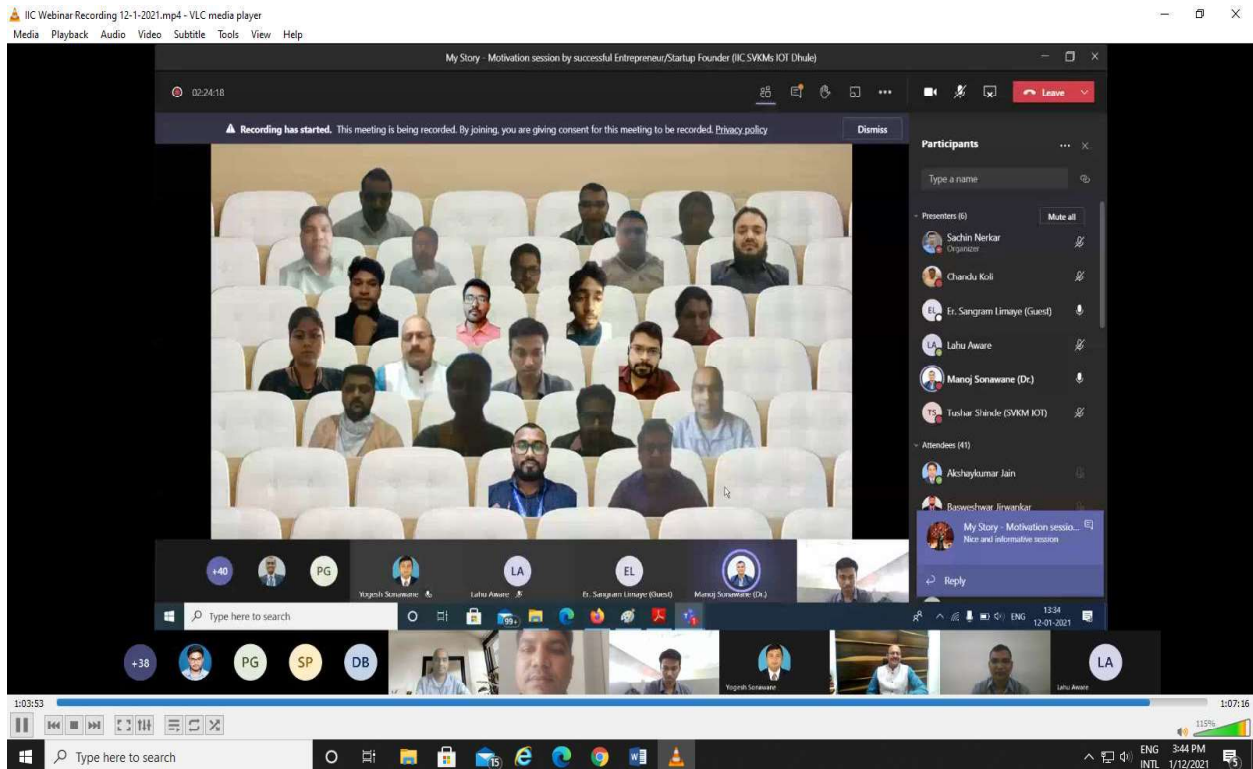 IIC Webinar Recording 12-1-2021.mp4 - VLC media player
Media Playback Audio Video Subtitle Tools View Help
My Story - Motivation session by successful Entrepreneur/Startup Founder (IIC SVKMs IOT Dhule)
02:24:18
Leave
Recording has started. This meeting is being recorded. By joining, you are giving consent for this meeting to be recorded. Privacy policy
Dismiss
Participants
Type a name
Presenters (6)
Mute all
Sachin Nerkar
Organizer
Chandu Koli
EL Er. Sangram Limaye (Guest)
LA Lahu Aware
Manoj Sonawane (Dr.)
TS Tushar Shinde (SVKM IOT)
Attendees (41)
Akshaykumar Jain
Basweshwar Jirwankar
My Story - Motivation sessio...
Nice and informative session
Reply
+40
PG
LA
EL
Yogesh Sonawane
Lahu Aware
Er. Sangram Limaye (Guest)
Manoj Sonawane (Dr.)
Type here to search
99+
ENG
13:34
12-01-2021
+38
PG
SP
DB
Yogesh Sonawane
LA
Lahu Aware
1:03:53
1:07:16
115%
Type here to search
15
ENG
INTL
3:44 PM
1/12/2021
5